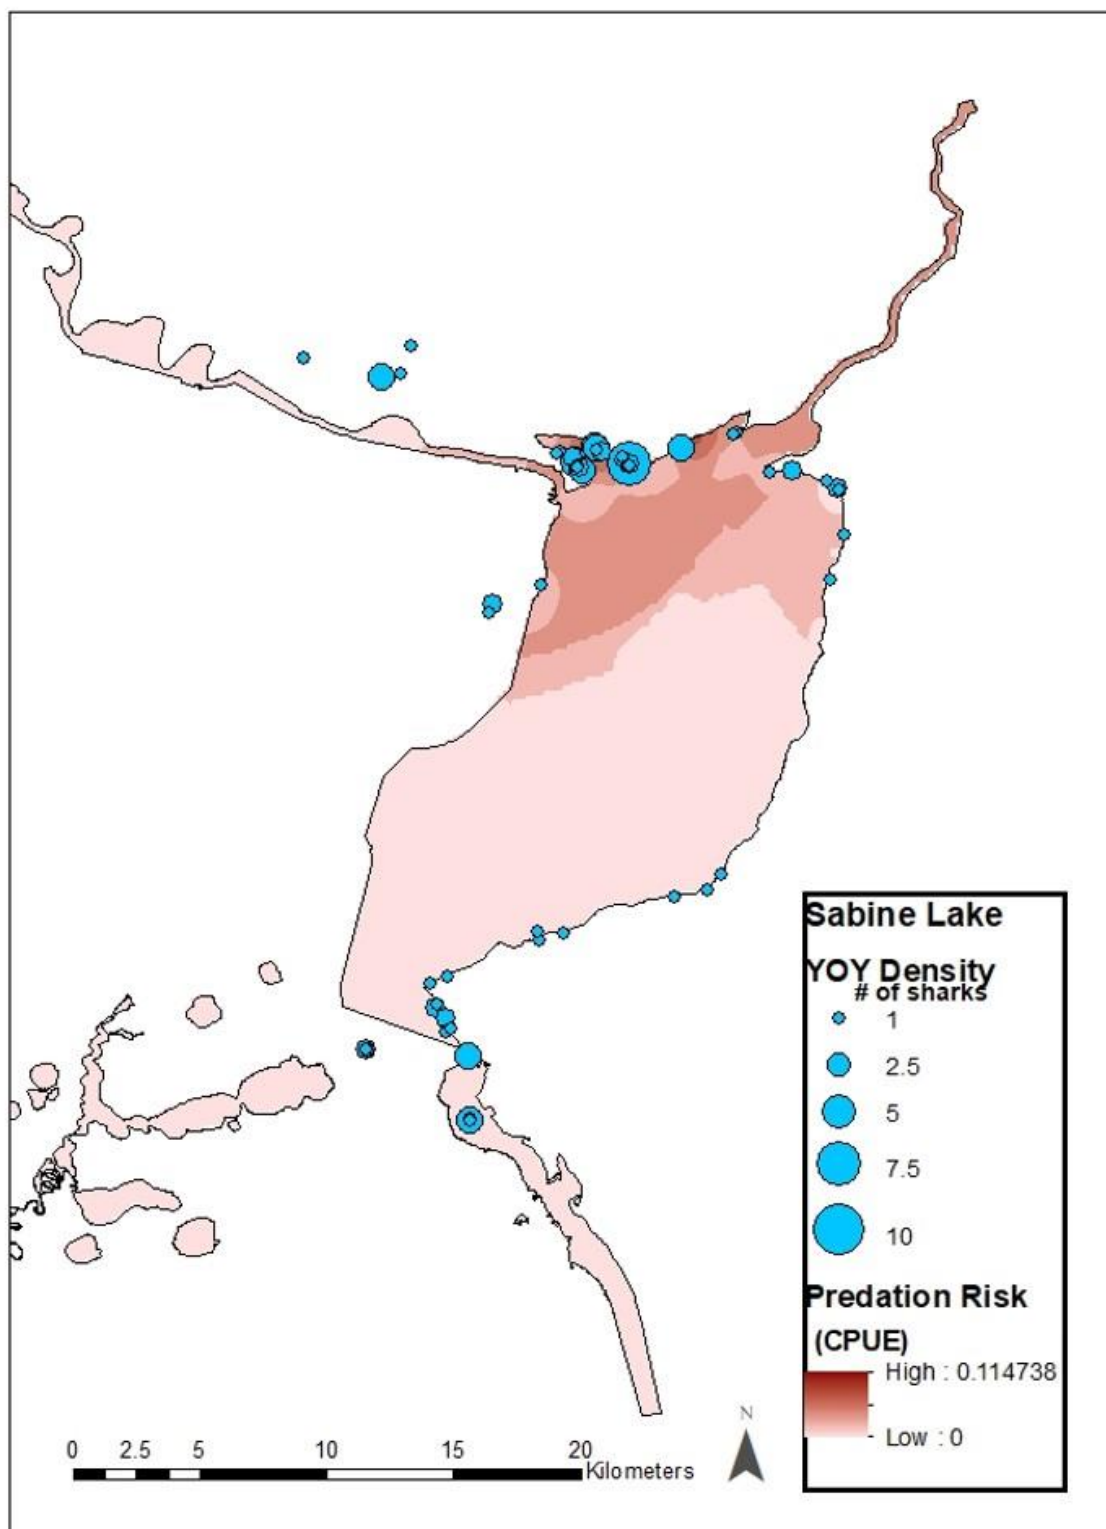 Sabine Lake
YOY Density
# of sharks
1
2.5
5
7.5
10
Predation Risk
(CPUE)
High : 0.114738
Low : 0
N
0 2.5 5 10 15 20
Kilometers